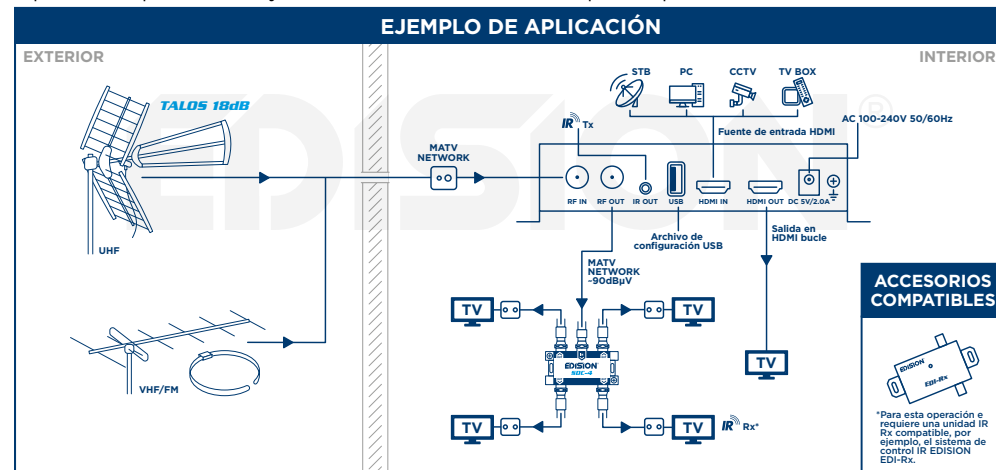 EJEMPLO DE APLICACIÓN
EXTERIOR
INTERIOR
EDISION®
TALOS 18dB
UHF
VHF/FM
MATV
NETWORK
STB
PC
CCTV
TV BOX
IR Tx
Fuente de entrada HDMI
AC 100-240V 50/60Hz
RF IN
RF OUT
IR OUT
USB
HDMI IN
HDMI OUT
DC 5V/2.0A
Archivo de
configuración USB
Salida en
HDMI bucle
MATV
NETWORK
~90dBµV
TV
TV
EDISION
SDC-4
TV
TV
TV
IR Rx*
ACCESORIOS
COMPATIBLES
EDISION
EDI-Rx
*Para esta operación e
requiere una unidad IR
Rx compatible, por
ejemplo, el sistema de
control IR EDISION
EDI-Rx.